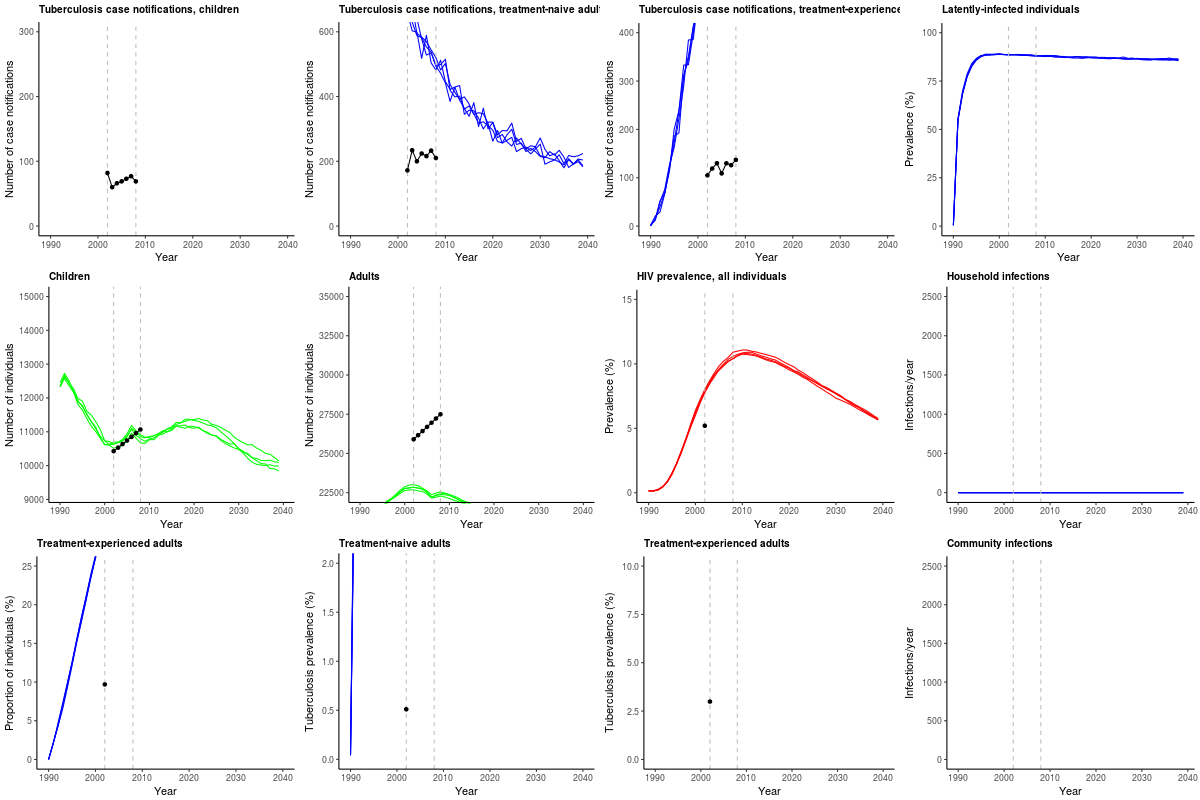 Tuberculosis case notifications, children
Number of case notifications
300
200
100
0
1990 2000 2010 2020 2030 2040
Year
Tuberculosis case notifications, treatment-naive adul
Number of case notifications
600
400
200
0
1990 2000 2010 2020 2030 2040
Year
Tuberculosis case notifications, treatment-experience
Number of case notifications
400
300
200
100
0
1990 2000 2010 2020 2030 2040
Year
Latently-infected individuals
Prevalence (%)
100
75
50
25
0
1990 2000 2010 2020 2030 2040
Year
Children
Number of individuals
15000
14000
13000
12000
11000
10000
9000
1990 2000 2010 2020 2030 2040
Year
Adults
Number of individuals
35000
32500
30000
27500
25000
22500
1990 2000 2010 2020 2030 2040
Year
HIV prevalence, all individuals
Prevalence (%)
15
10
5
0
1990 2000 2010 2020 2030 2040
Year
Household infections
Infections/year
2500
2000
1500
1000
500
0
1990 2000 2010 2020 2030 2040
Year
Treatment-experienced adults
Proportion of individuals (%)
25
20
15
10
5
0
1990 2000 2010 2020 2030 2040
Year
Treatment-naive adults
Tuberculosis prevalence (%)
2.0
1.5
1.0
0.5
0.0
1990 2000 2010 2020 2030 2040
Year
Treatment-experienced adults
Tuberculosis prevalence (%)
10.0
7.5
5.0
2.5
0.0
1990 2000 2010 2020 2030 2040
Year
Community infections
Infections/year
2500
2000
1500
1000
500
0
1990 2000 2010 2020 2030 2040
Year